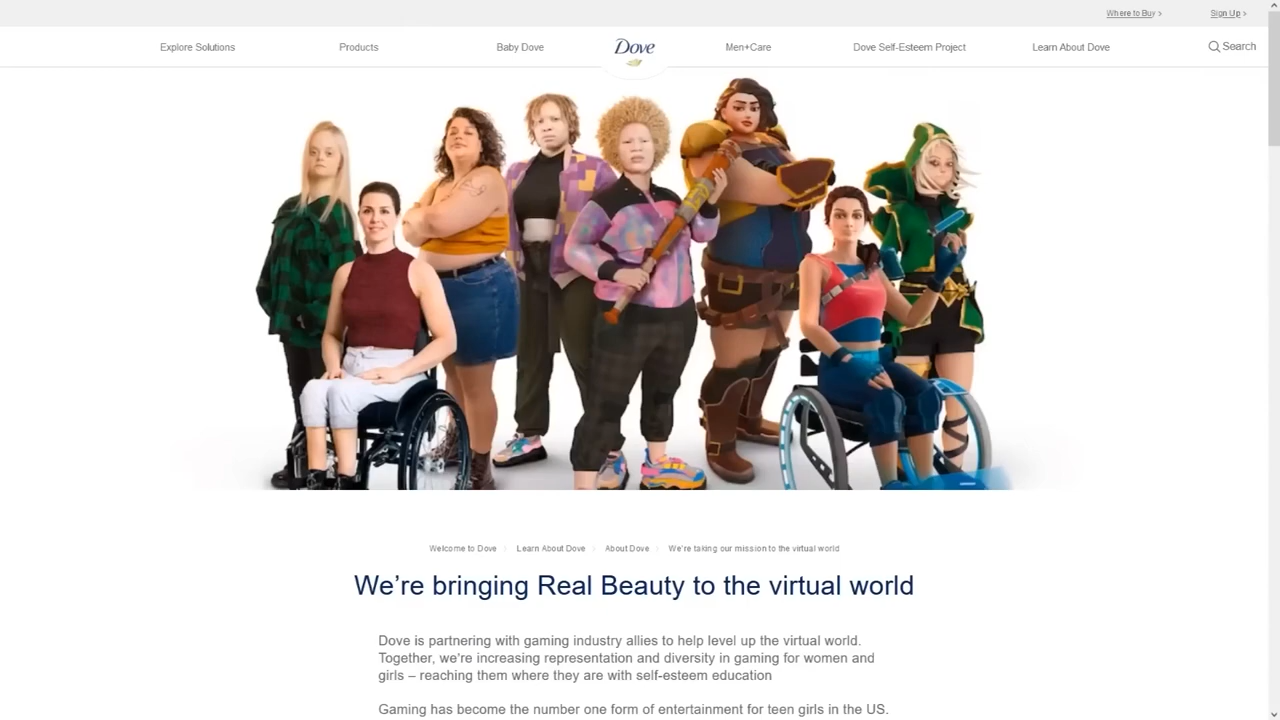 Where to Buy >
Sign Up >
Explore Solutions
Products
Baby Dove
Dove
Men+Care
Dove Self-Esteem Project
Learn About Dove
Search
Welcome to Dove > Learn About Dove > About Dove > We're taking our mission to the virtual world
We’re bringing Real Beauty to the virtual world
Dove is partnering with gaming industry allies to help level up the virtual world.
Together, we’re increasing representation and diversity in gaming for women and
girls – reaching them where they are with self-esteem education
Gaming has become the number one form of entertainment for teen girls in the US.